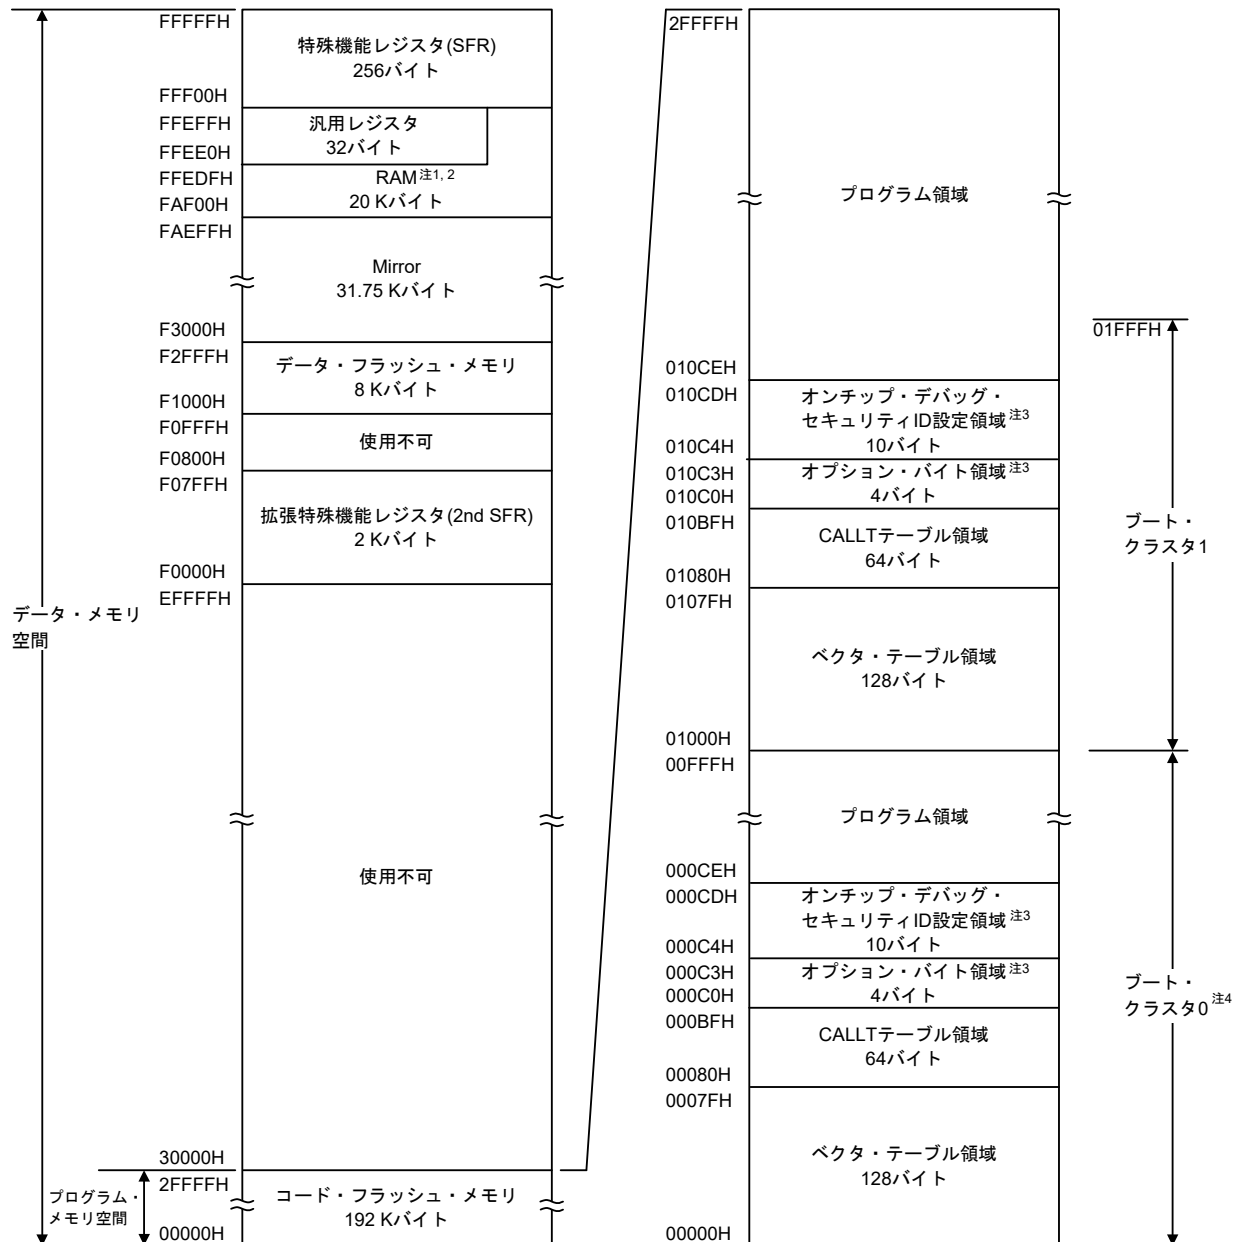 FFFFFH
特殊機能レジスタ(SFR)
256バイト
FFF00H
FFEFFH
汎用レジスタ
32バイト
FFEE0H
FFEDFH
RAM注1, 2
20 Kバイト
FAF00H
FAEFFH
Mirror
31.75 Kバイト
F3000H
F2FFFH
データ・フラッシュ・メモリ
8 Kバイト
F1000H
F0FFFH
使用不可
F0800H
F07FFH
拡張特殊機能レジスタ(2nd SFR)
2 Kバイト
F0000H
EFFFFH
データ・メモリ
空間
使用不可
30000H
2FFFFH
プログラム・
メモリ空間
コード・フラッシュ・メモリ
192 Kバイト
00000H
2FFFFH
プログラム領域
01FFFH
010CEH
010CDH
オンチップ・デバッグ・
セキュリティID設定領域注3
10バイト
010C4H
010C3H
オプション・バイト領域注3
4バイト
010C0H
010BFH
CALLTテーブル領域
64バイト
01080H
0107FH
ブート・
クラスタ1
ベクタ・テーブル領域
128バイト
01000H
00FFFH
プログラム領域
000CEH
000CDH
オンチップ・デバッグ・
セキュリティID設定領域注3
10バイト
000C4H
000C3H
オプション・バイト領域注3
4バイト
000C0H
000BFH
ブート・
クラスタ0注4
CALLTテーブル領域
64バイト
00080H
0007FH
ベクタ・テーブル領域
128バイト
00000H